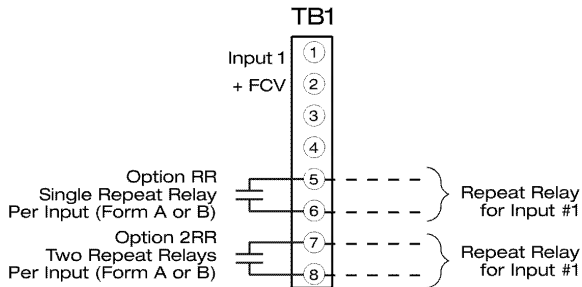 TB1
Input 1
+ FCV
1
2
3
4
5
6
7
8
Option RR
Single Repeat Relay
Per Input (Form A or B)
Repeat Relay
for Input #1
Option 2RR
Two Repeat Relays
Per Input (Form A or B)
Repeat Relay
for Input #1